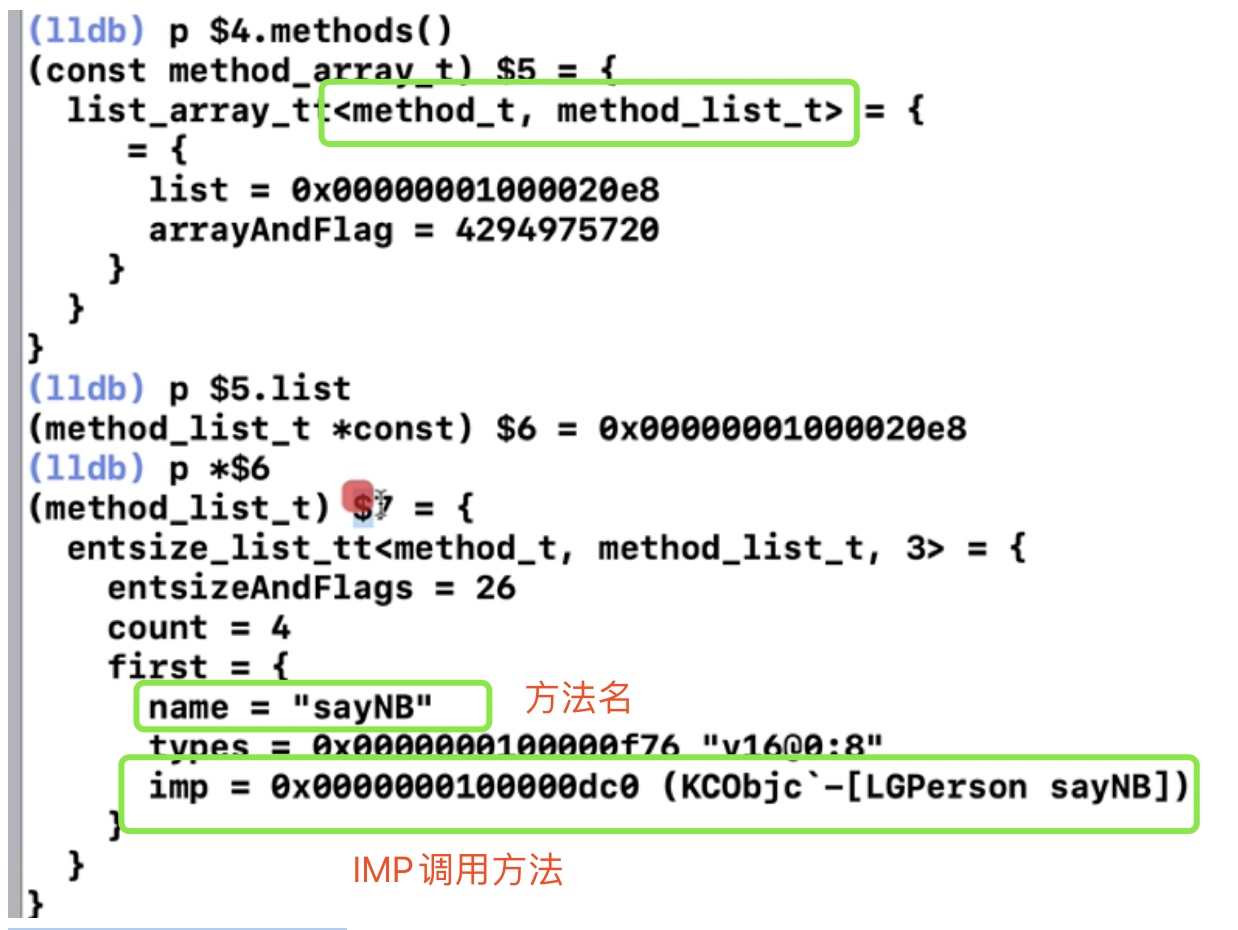 (lldb) p $4.methods()
(const method_array_t) $5 = {
list_array_tt<method_t, method_list_t> = {
= {
list = 0x00000001000020e8
arrayAndFlag = 4294975720
}
}
}
(lldb) p $5.list
(method_list_t *const) $6 = 0x00000001000020e8
(lldb) p *$6
(method_list_t) $7 = {
entsize_list_tt<method_t, method_list_t, 3> = {
entsizeAndFlags = 26
count = 4
first = {
name = "sayNB" 方法名
types = 0x0000000100000f76 "v16@0:8"
imp = 0x0000000100000dc0 (KCObjc`-[LGPerson sayNB])
}
} IMP调用方法
}